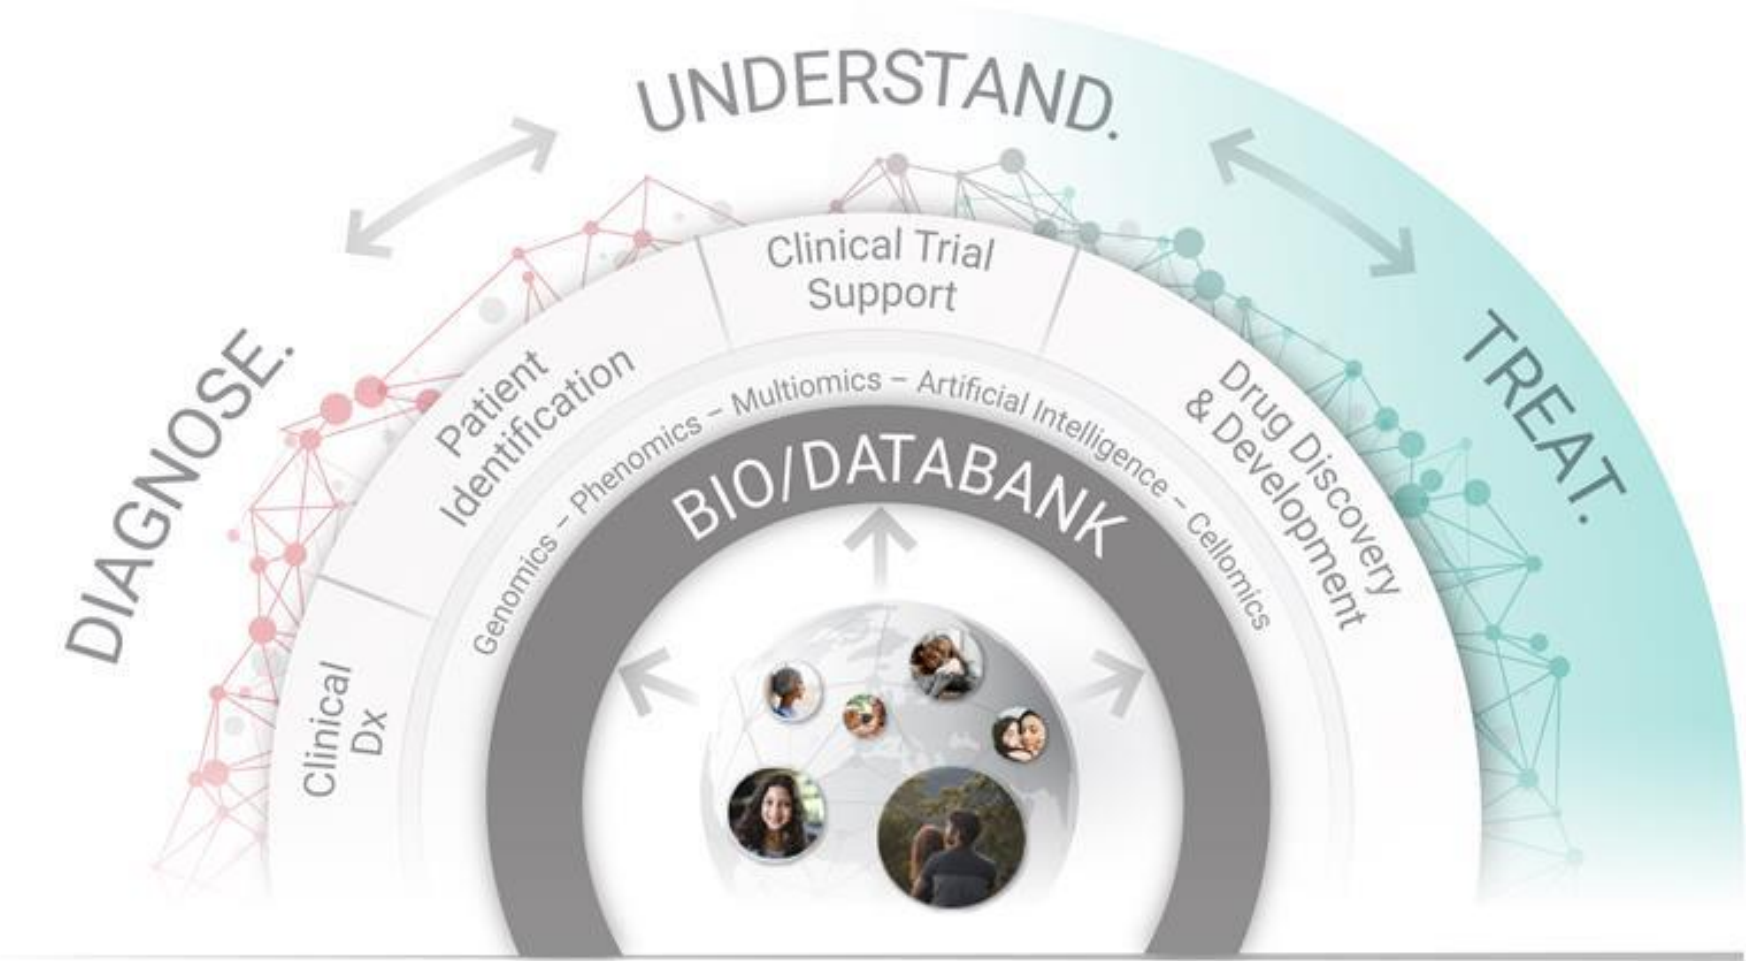 DIAGNOSE.
UNDERSTAND.
TREAT.
Clinical
Dx
Patient
Identification
Clinical Trial
Support
Drug Discovery
& Development
Genomics – Phenomics – Multiomics – Artificial Intelligence – Cellomics
BIO/DATABANK